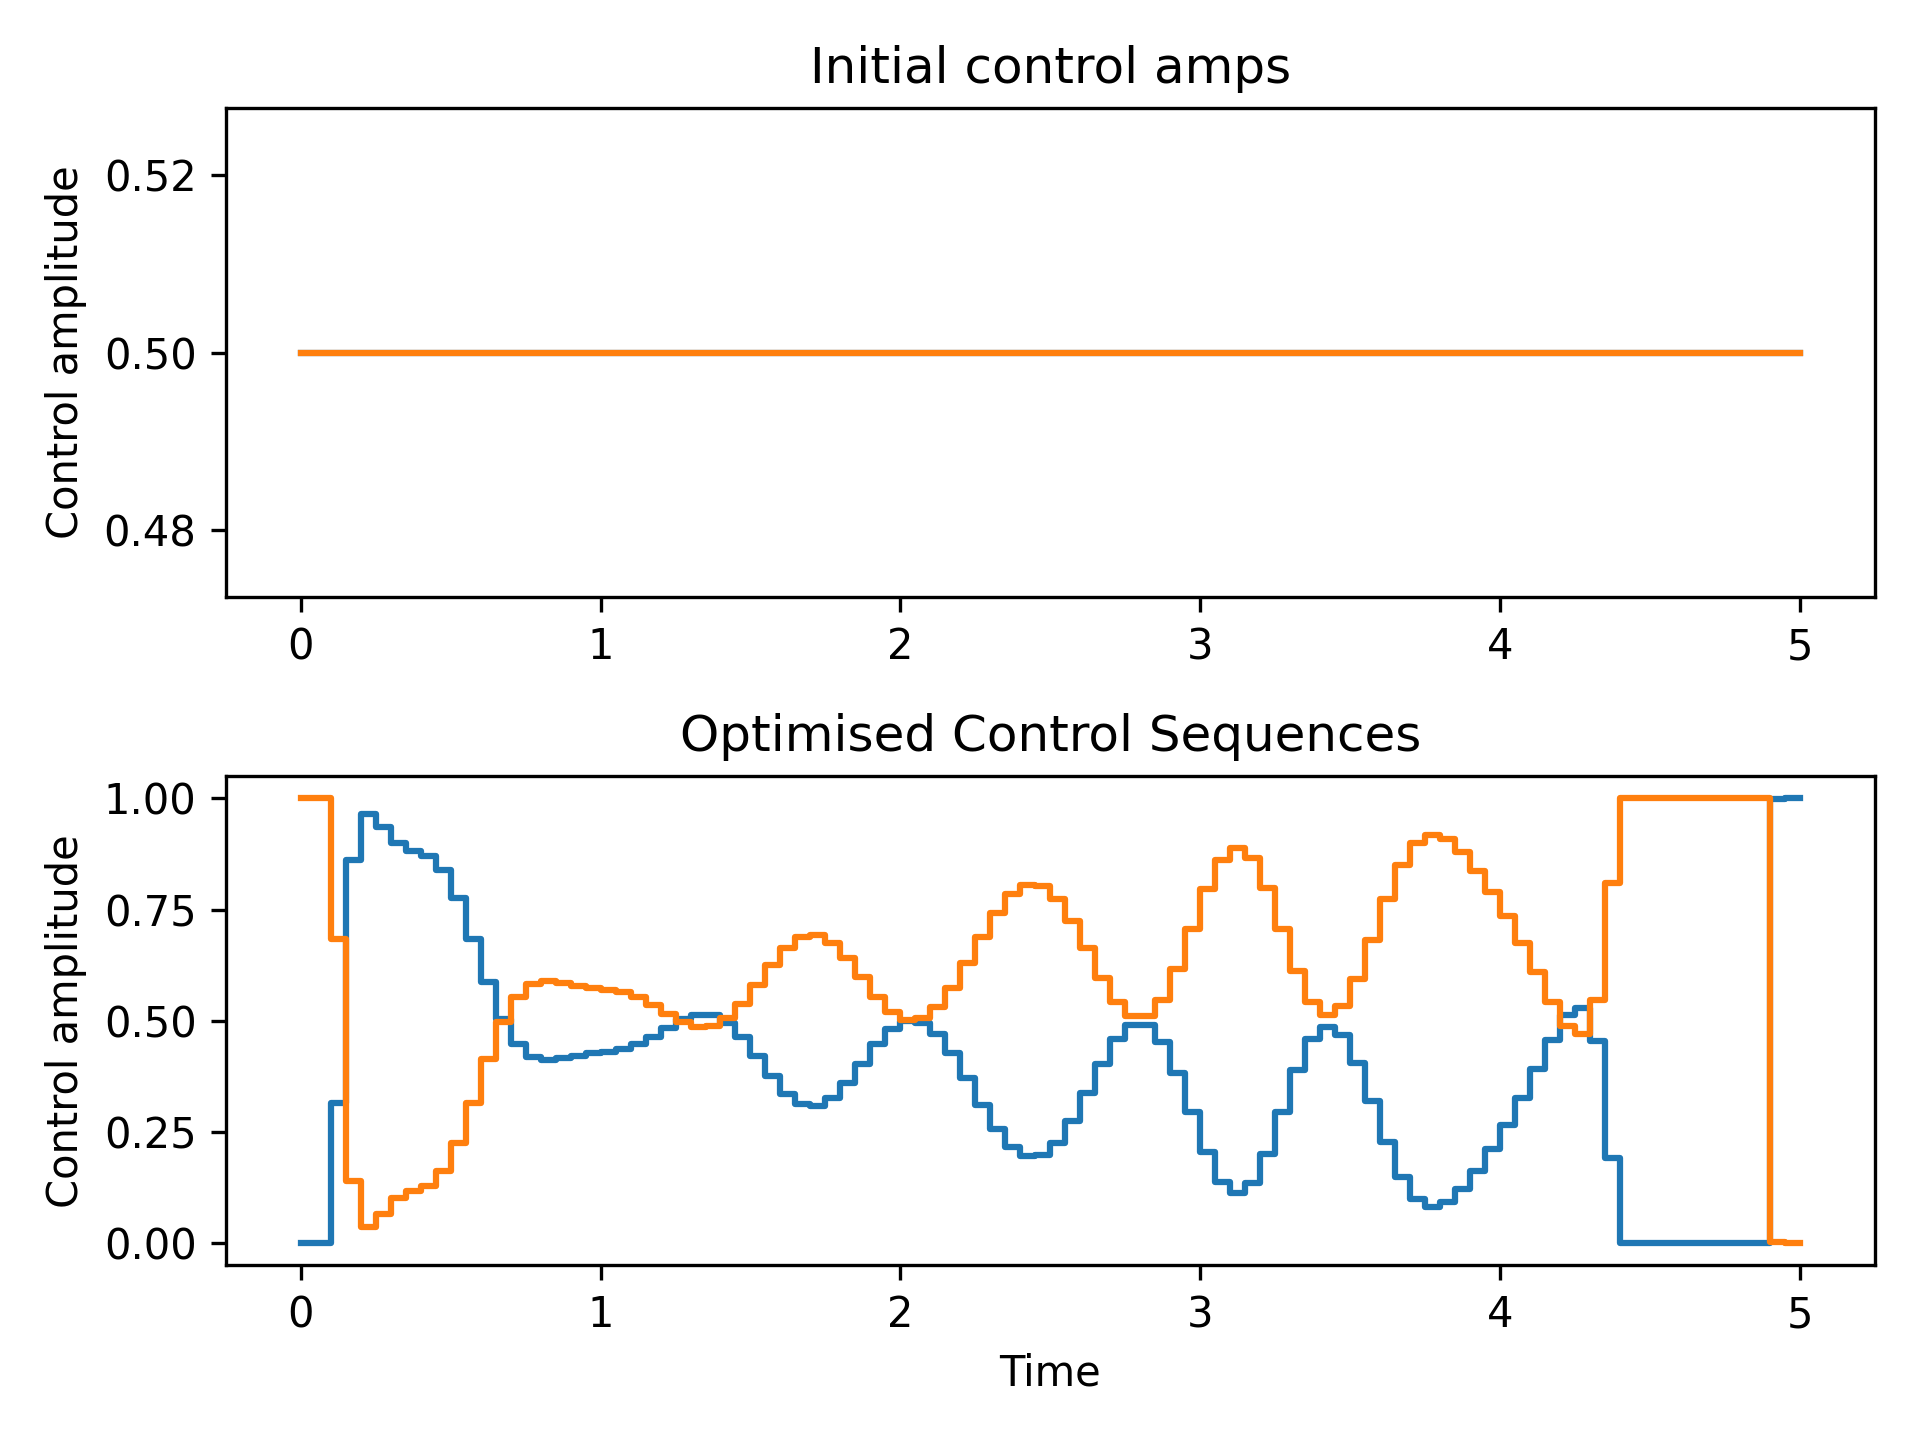 Initial control amps
Control amplitude
0.52
0.50
0.48
0 1 2 3 4 5
Optimised Control Sequences
Control amplitude
1.00
0.75
0.50
0.25
0.00
0 1 2 3 4 5
Time